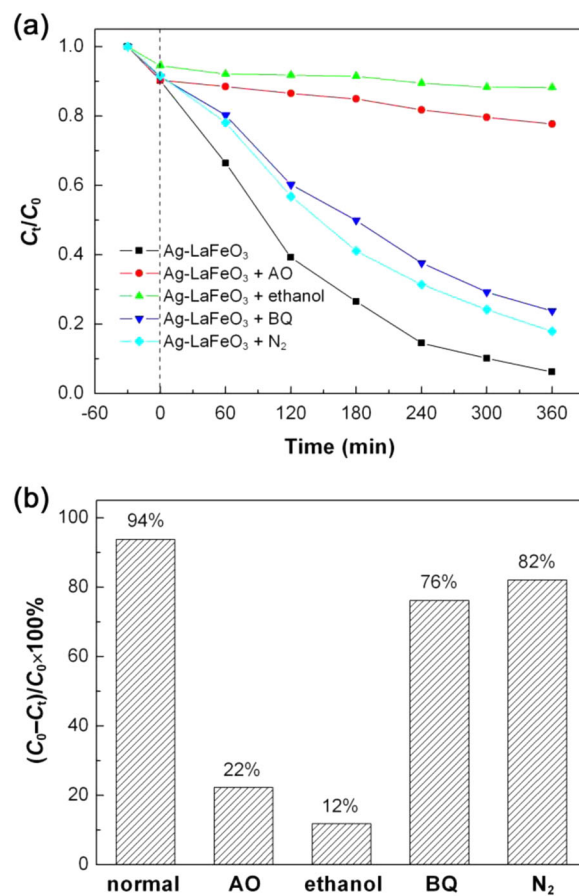 (a)
1.0
0.8
0.6
0.4
0.2
0.0
Cₜ/C₀
Ag-LaFeO₃
Ag-LaFeO₃ + AO
Ag-LaFeO₃ + ethanol
Ag-LaFeO₃ + BQ
Ag-LaFeO₃ + N₂
-60 0 60 120 180 240 300 360
Time (min)
(b)
100
80
60
40
20
0
(C₀–Cₜ)/C₀×100%
94%
22%
12%
76%
82%
normal AO ethanol BQ N₂